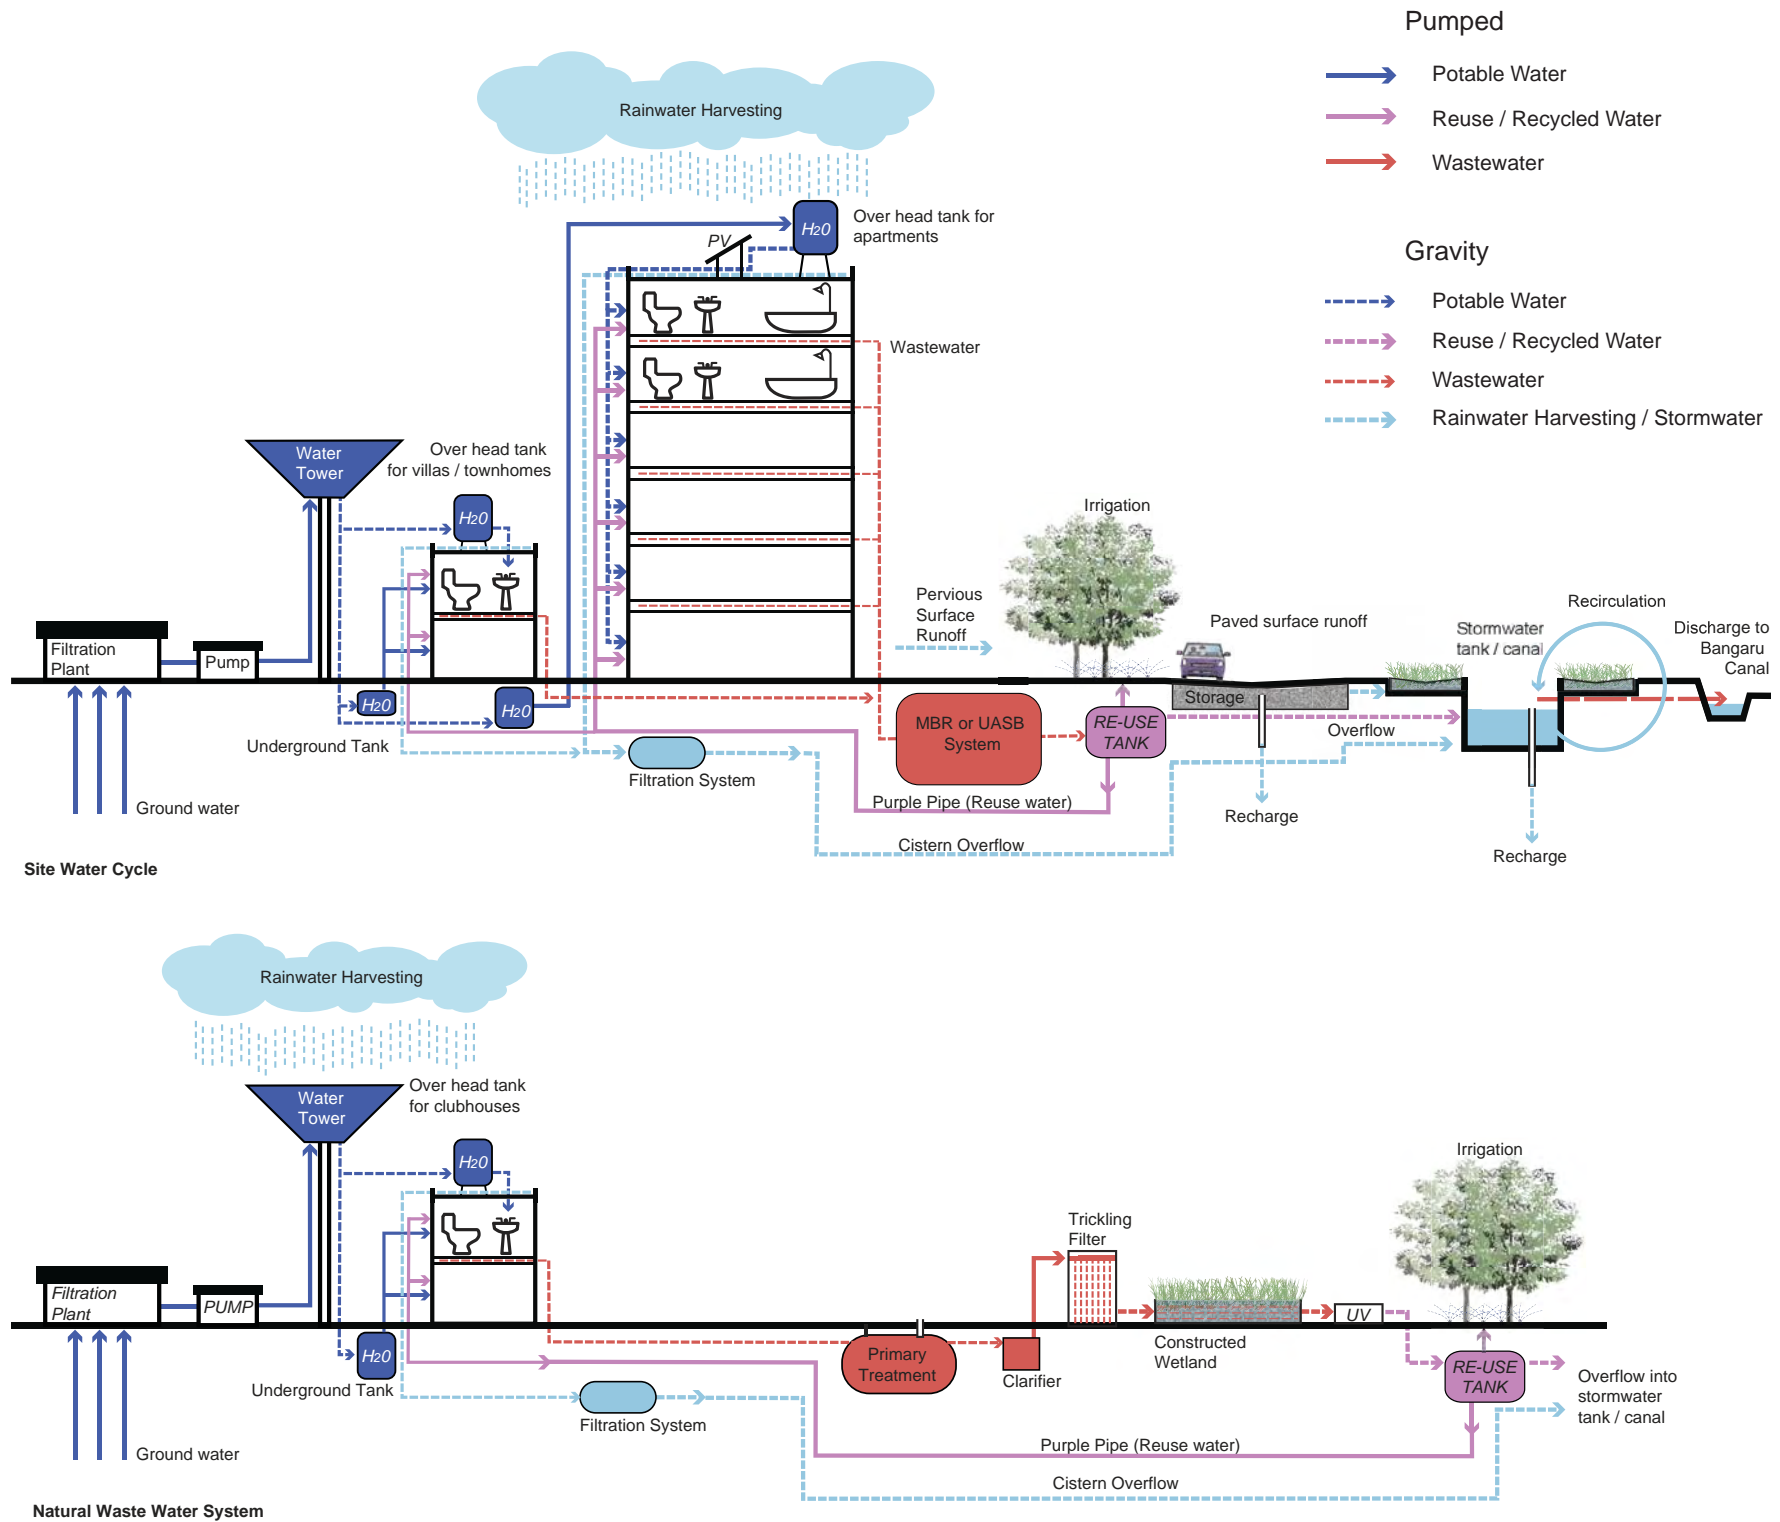 Pumped
Potable Water
Reuse / Recycled Water
Wastewater
Gravity
Potable Water
Reuse / Recycled Water
Wastewater
Rainwater Harvesting / Stormwater
Rainwater Harvesting
PV
H20
Over head tank for
apartments
Wastewater
Water
Tower
Over head tank
for villas / townhomes
H20
Filtration
Plant
Pump
H20
H20
Underground Tank
Ground water
Filtration System
MBR or UASB
System
RE-USE
TANK
Purple Pipe (Reuse water)
Cistern Overflow
Pervious
Surface
Runoff
Irrigation
Paved surface runoff
Storage
Recharge
Overflow
Stormwater
tank / canal
Recirculation
Discharge to
Bangaru
Canal
Recharge
Site Water Cycle
Rainwater Harvesting
Water
Tower
Over head tank
for clubhouses
H20
Filtration
Plant
PUMP
H20
Underground Tank
Ground water
Filtration System
Primary
Treatment
Clarifier
Trickling
Filter
Constructed
Wetland
UV
Irrigation
RE-USE
TANK
Overflow into
stormwater
tank / canal
Purple Pipe (Reuse water)
Cistern Overflow
Natural Waste Water System